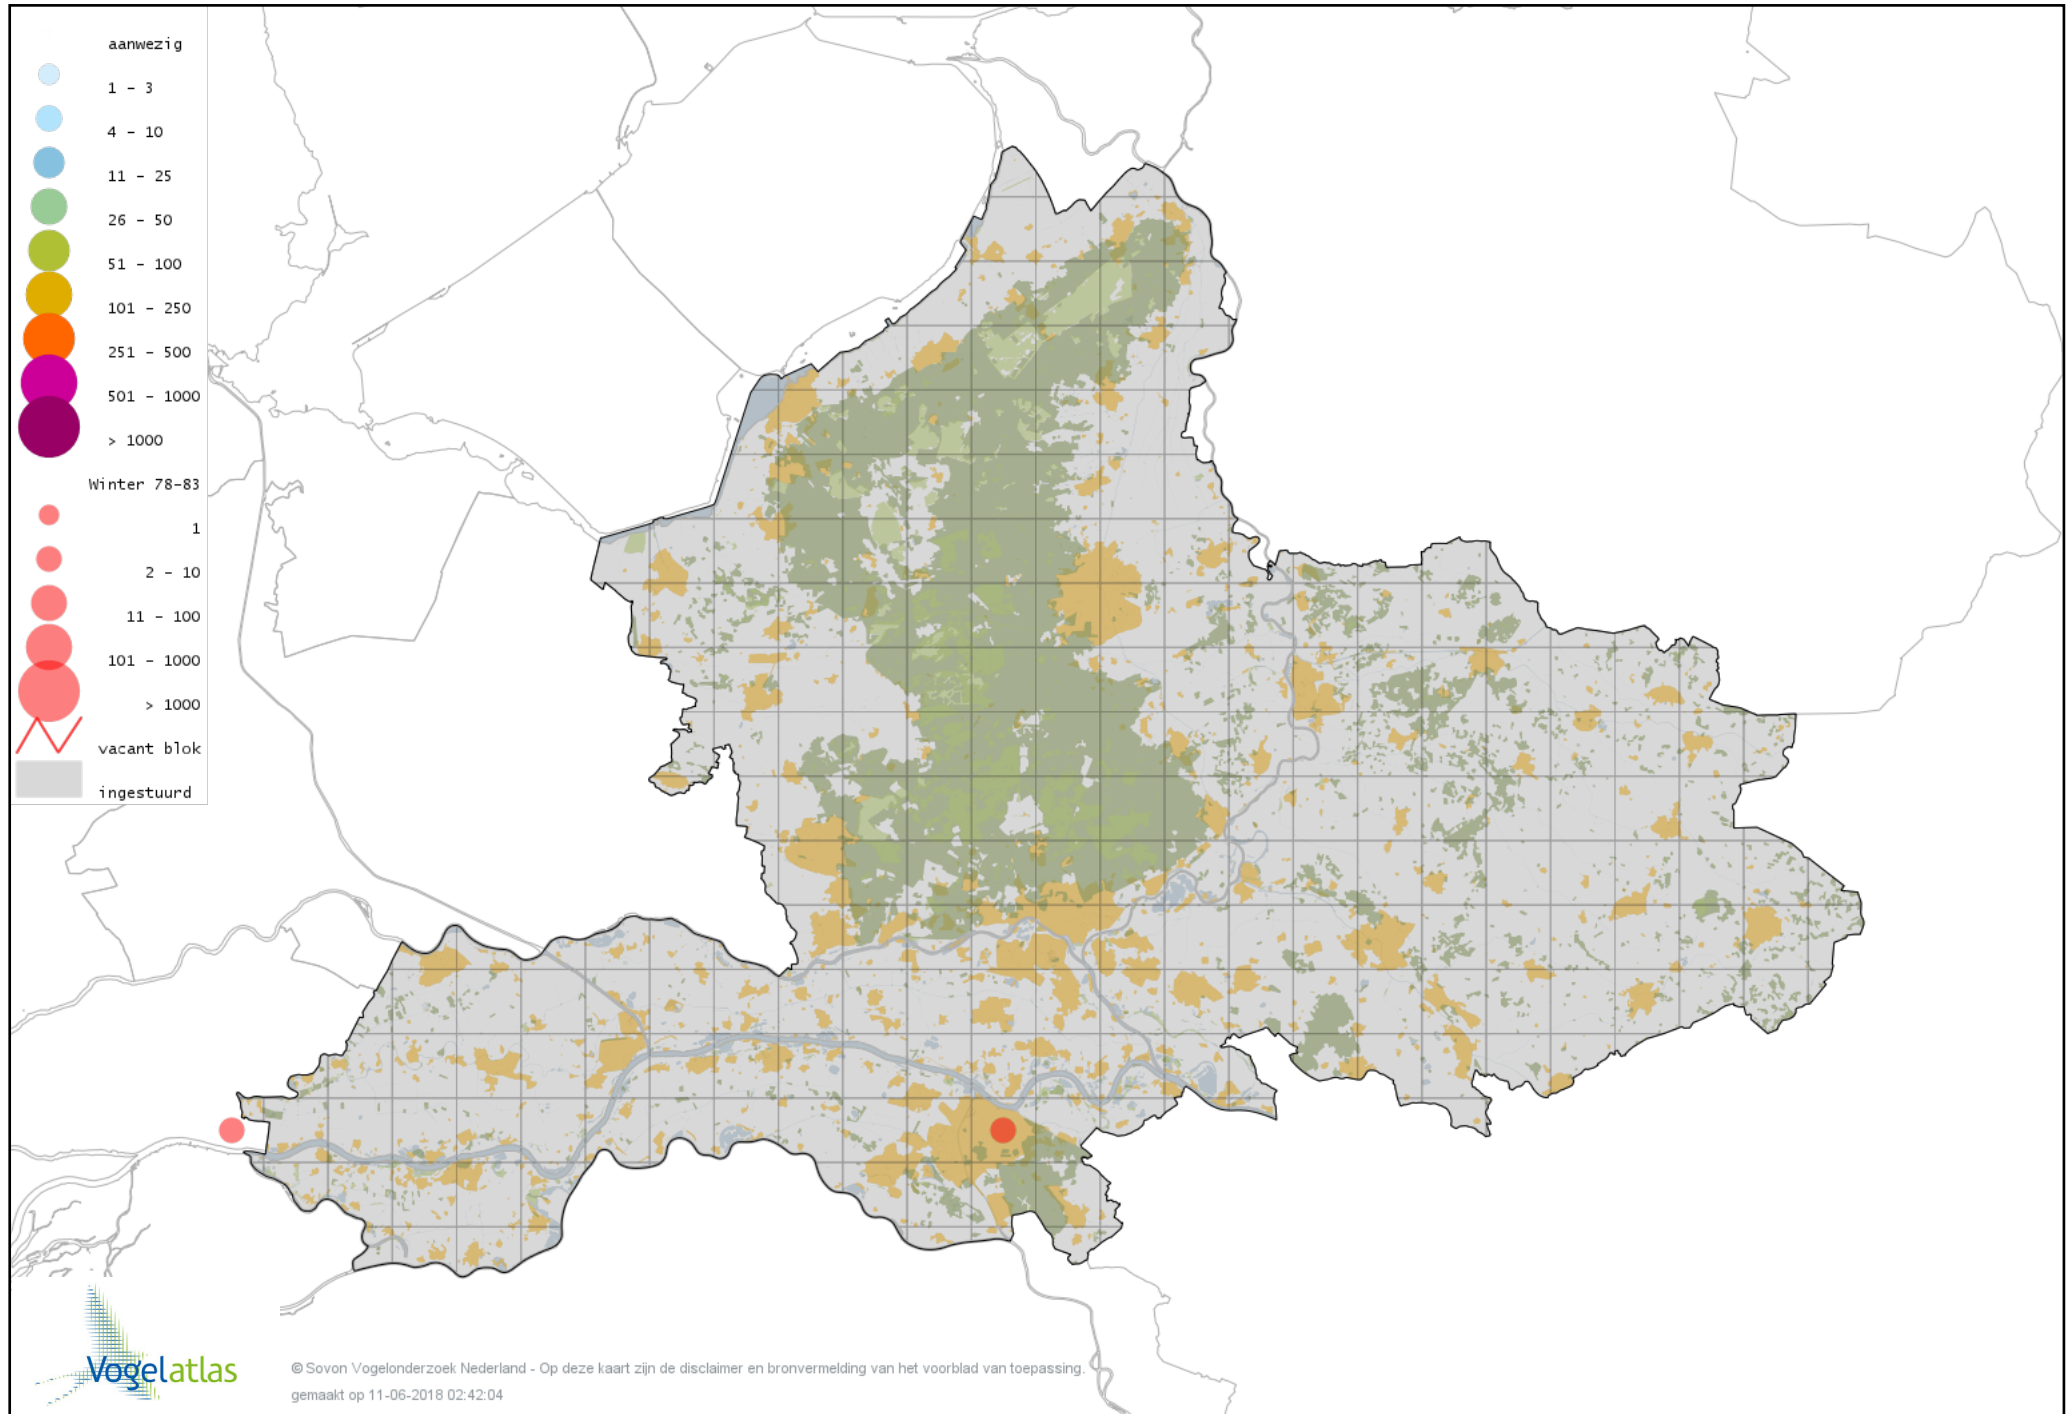 aanwezig
1 - 3
4 - 10
11 - 25
26 - 50
51 - 100
101 - 250
251 - 500
501 - 1000
> 1000
Winter 78-83
1
2 - 10
11 - 100
101 - 1000
> 1000
vacant blok
ingestuurd
Vogelatlas
© Sovon Vogelonderzoek Nederland - Op deze kaart zijn de disclaimer en bronvermelding van het voorblad van toepassing.
gemaakt op 11-06-2018 02:42:04